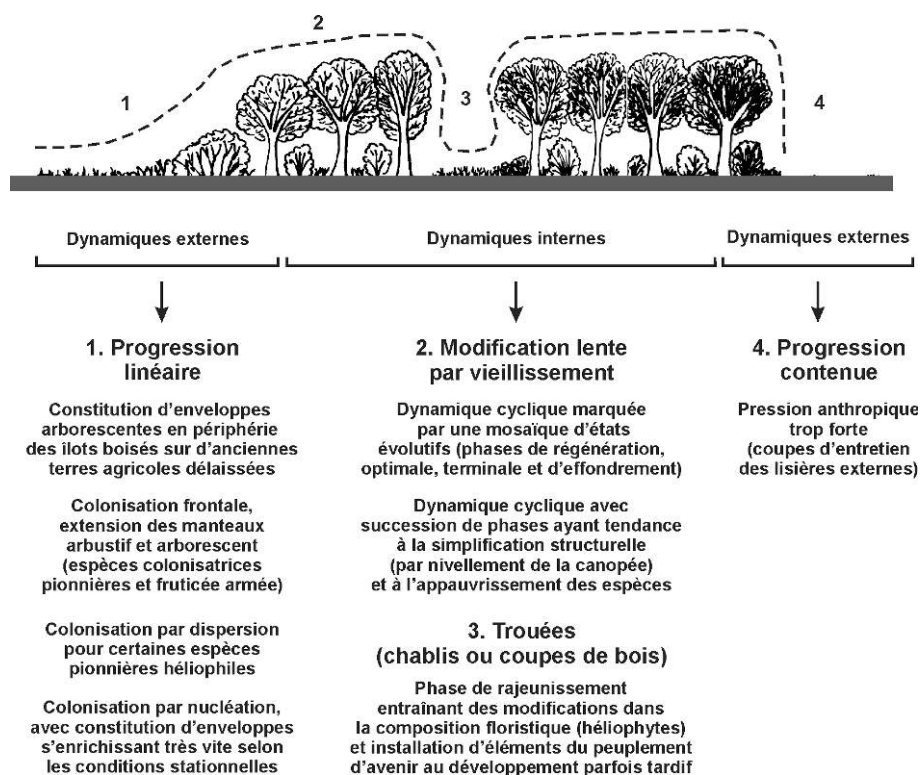 2
1
3
4
Dynamiques externes
Dynamiques internes
Dynamiques externes
1. Progression
linéaire
Constitution d'enveloppes
arborescentes en périphérie
des îlots boisés sur d'anciennes
terres agricoles délaissées
Colonisation frontale,
extension des manteaux
arbustif et arborescent
(espèces colonisatrices
pionnières et fruticée armée)
Colonisation par dispersion
pour certaines espèces
pionnières héliophiles
Colonisation par nucléation,
avec constitution d'enveloppes
s'enrichissant très vite selon
les conditions stationnelles
2. Modification lente
par vieillissement
Dynamique cyclique marquée
par une mosaïque d'états
évolutifs (phases de régénération,
optimale, terminale et d'effondrement)
Dynamique cyclique avec
succession de phases ayant tendance
à la simplification structurelle
(par nivellement de la canopée)
et à l'appauvrissement des espèces
3. Trouées
(chablis ou coupes de bois)
Phase de rajeunissement
entraînant des modifications dans
la composition floristique (héliophytes)
et installation d'éléments du peuplement
d'avenir au développement parfois tardif
4. Progression
contenue
Pression anthropique
trop forte
(coupes d'entretien
des lisières externes)